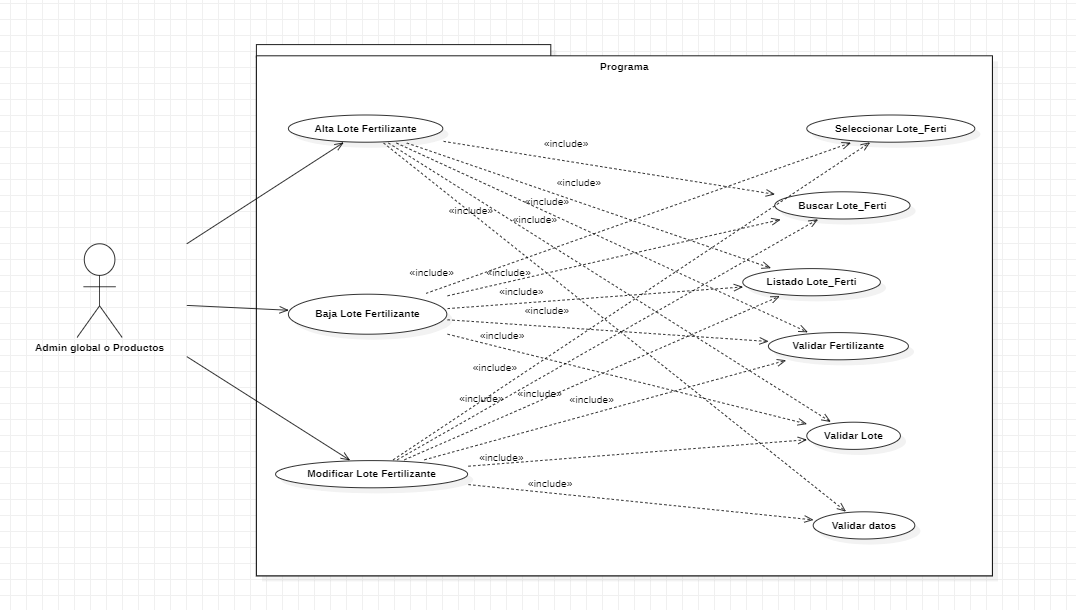 Programa
Alta Lote Fertilizante
Seleccionar Lote_Ferti
«include»
«include»
«include»
Buscar Lote_Ferti
«include»
«include»
«include»
«include»
Listado Lote_Ferti
«include»
Baja Lote Fertilizante
«include»
«include»
Validar Fertilizante
Admin global o Productos
«include»
«include»
«include»
«include»
Validar Lote
«include»
Modificar Lote Fertilizante
«include»
Validar datos